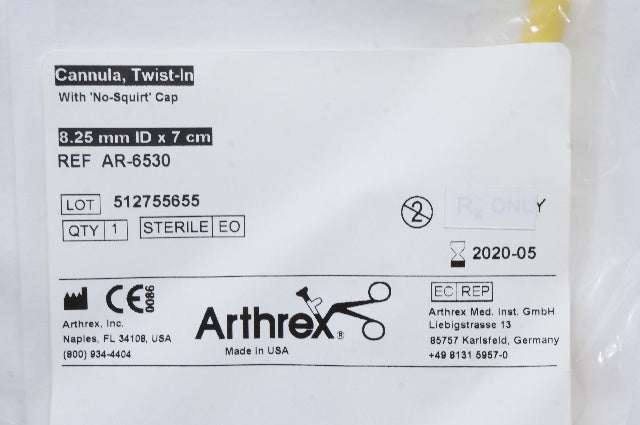 Cannula, Twist-In
With 'No-Squirt' Cap
8.25 mm ID x 7 cm
REF AR-6530
LOT 512755655
QTY 1 STERILE EO
2
Rx ONLY
2020-05
CE 0086
Arthrex, Inc.
Naples, FL 34108, USA
(800) 934-4404
Arthrex®
Made in USA
EC REP
Arthrex Med. Inst. GmbH
Liebigstrasse 13
85757 Karlsfeld, Germany
+49 8131 5957-0